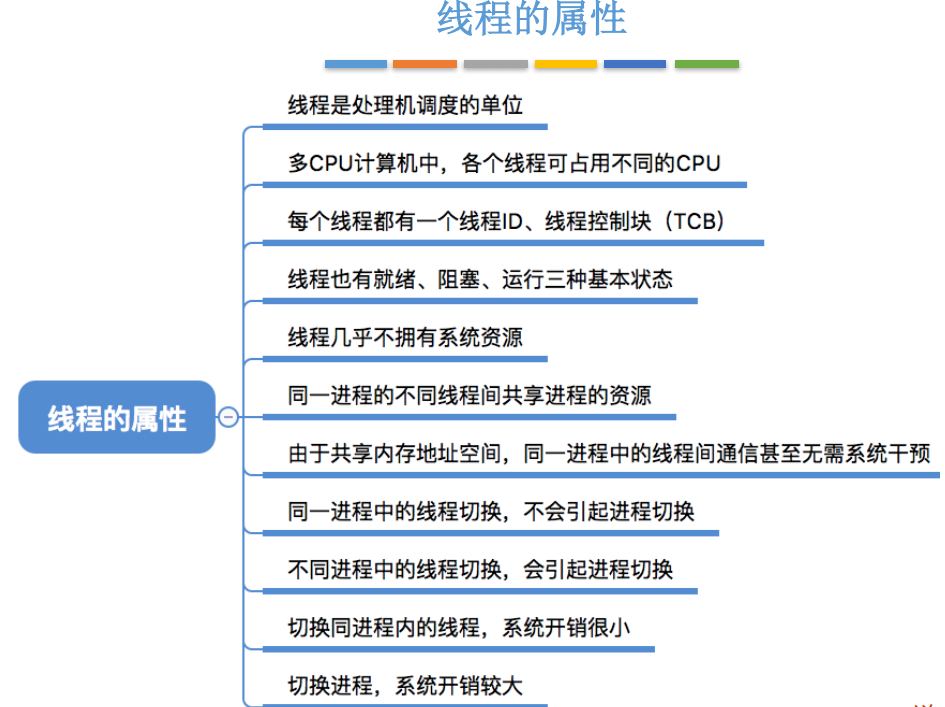 线程的属性
线程是处理机调度的单位
多CPU计算机中，各个线程可占用不同的CPU
每个线程都有一个线程ID、线程控制块（TCB）
线程也有就绪、阻塞、运行三种基本状态
线程几乎不拥有系统资源
同一进程的不同线程间共享进程的资源
线程的属性
由于共享内存地址空间，同一进程中的线程间通信甚至无需系统干预
同一进程中的线程切换，不会引起进程切换
不同进程中的线程切换，会引起进程切换
切换同进程内的线程，系统开销很小
切换进程，系统开销较大